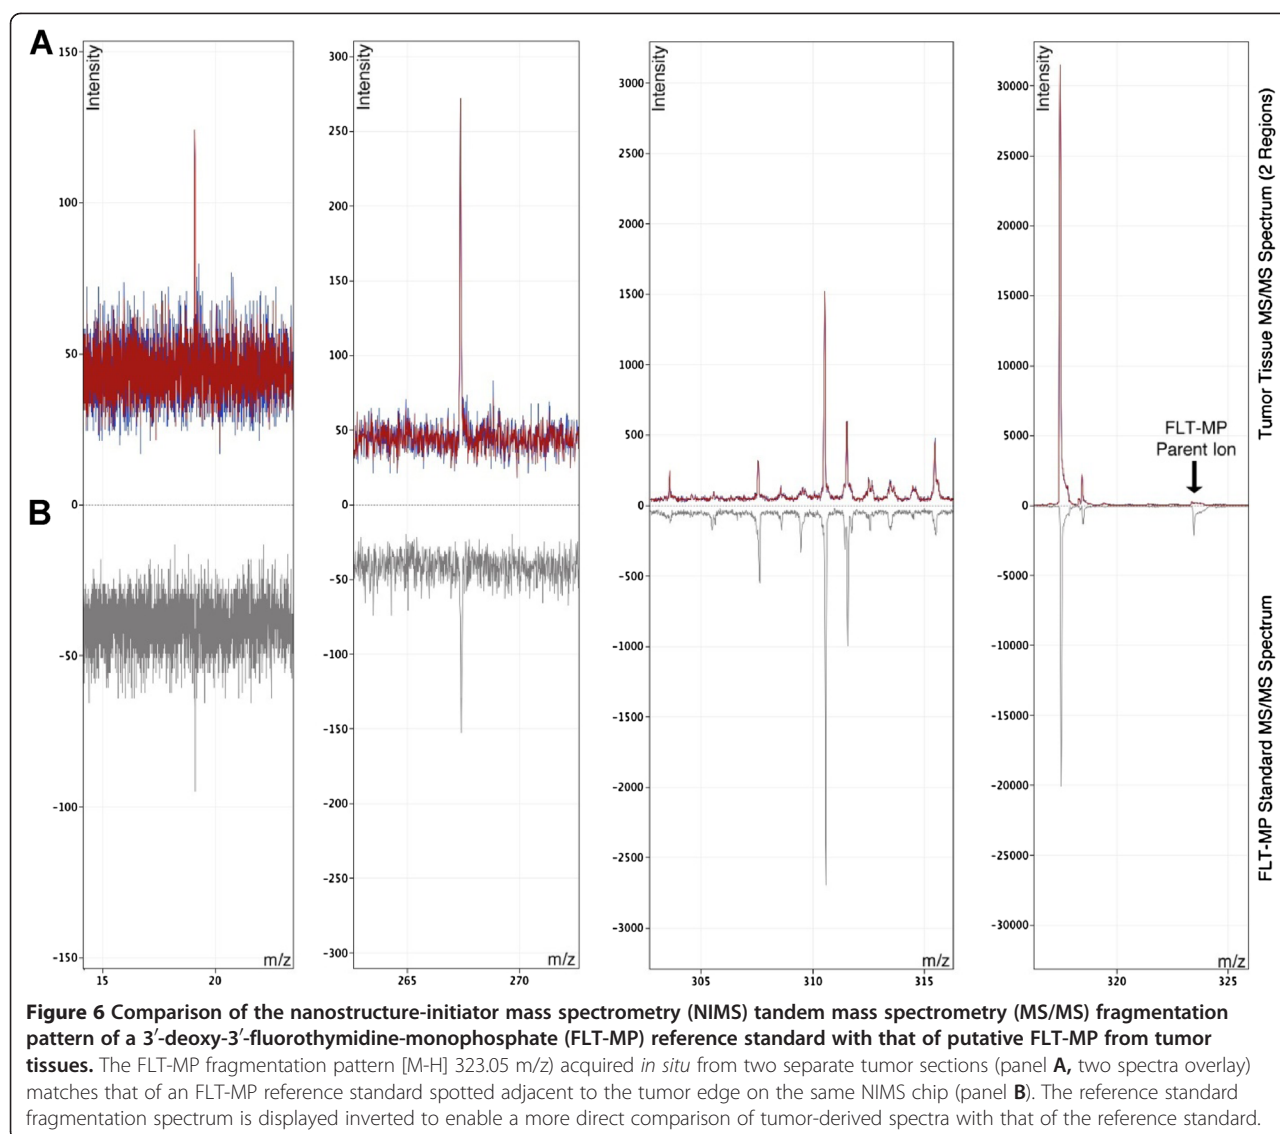 A
Intensity
150
100
50
0
-50
-100
-150
15
20
m/z
Intensity
300
250
200
150
100
50
0
-50
-100
-150
-200
-250
-300
265
270
m/z
Intensity
3000
2500
2000
1500
1000
500
0
-500
-1000
-1500
-2000
-2500
-3000
305
310
315
m/z
Intensity
30000
25000
20000
15000
10000
5000
0
-5000
-10000
-15000
-20000
-25000
-30000
320
325
m/z
FLT-MP
Parent Ion
Tumor Tissue MS/MS Spectrum (2 Regions)
B
FLT-MP Standard MS/MS Spectrum
Figure 6 Comparison of the nanostructure-initiator mass spectrometry (NIMS) tandem mass spectrometry (MS/MS) fragmentation
pattern of a 3′-deoxy-3′-fluorothymidine-monophosphate (FLT-MP) reference standard with that of putative FLT-MP from tumor
tissues. The FLT-MP fragmentation pattern [M-H] 323.05 m/z) acquired in situ from two separate tumor sections (panel A, two spectra overlay)
matches that of an FLT-MP reference standard spotted adjacent to the tumor edge on the same NIMS chip (panel B). The reference standard
fragmentation spectrum is displayed inverted to enable a more direct comparison of tumor-derived spectra with that of the reference standard.